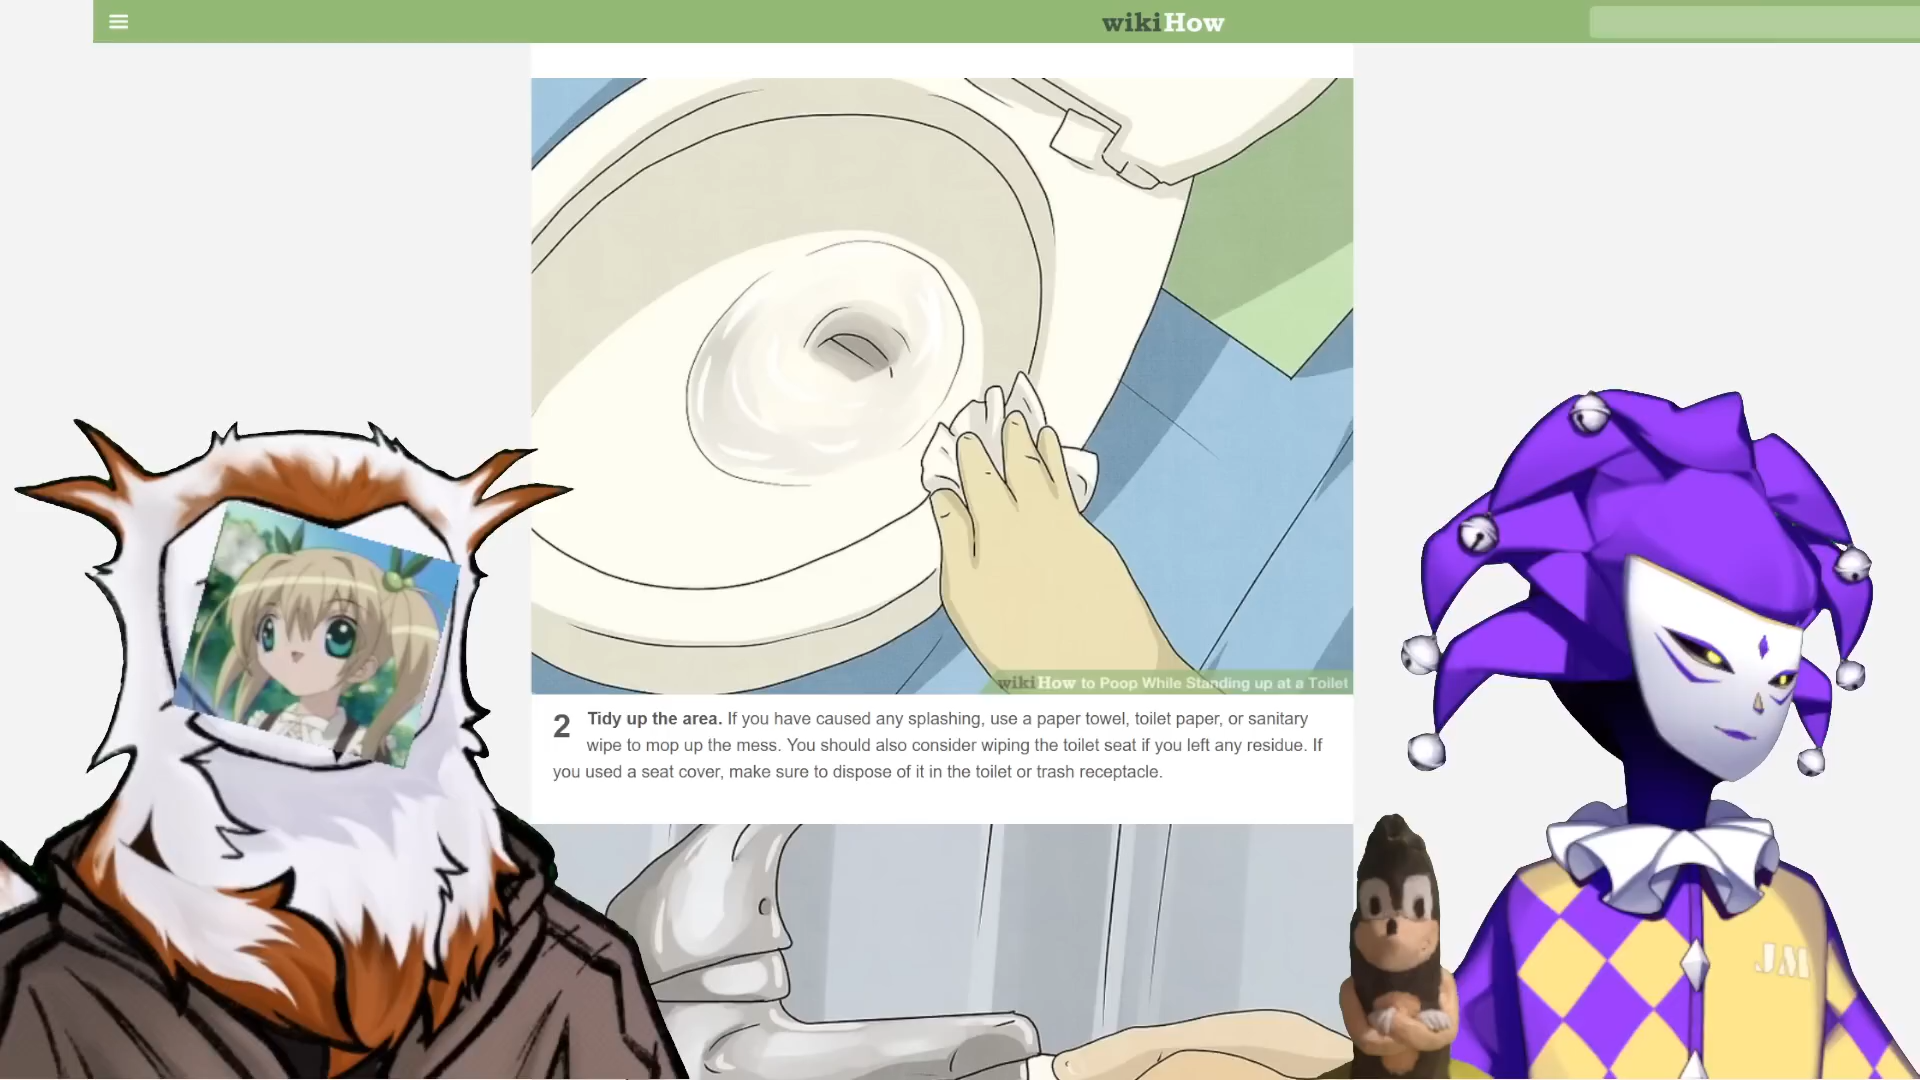 wikiHow
wikiHow to Poop While Standing up at a Toilet
2 Tidy up the area. If you have caused any splashing, use a paper towel, toilet paper, or sanitary
wipe to mop up the mess. You should also consider wiping the toilet seat if you left any residue. If
you used a seat cover, make sure to dispose of it in the toilet or trash receptacle.
JM